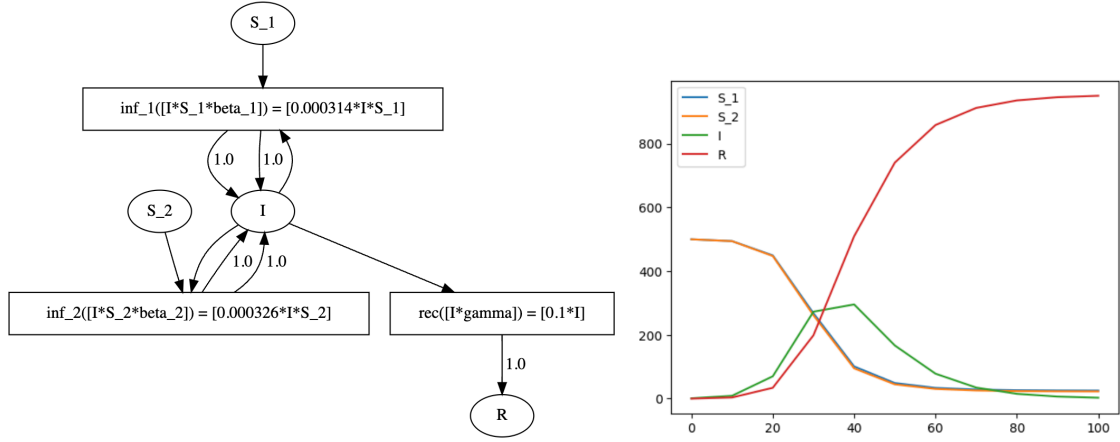 S_1
inf_1([I*S_1*beta_1]) = [0.000314*I*S_1]
1.0
1.0
S_2
I
1.0
1.0
inf_2([I*S_2*beta_2]) = [0.000326*I*S_2]
rec([I*gamma]) = [0.1*I]
1.0
R
S_1
S_2
I
R
800
600
400
200
0
0
20
40
60
80
100